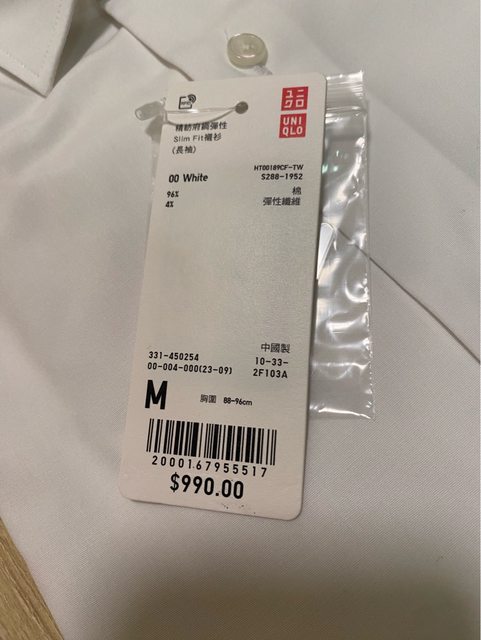 ユニ
クロ
UNI
QLO
精紡府綢彈性
Slim Fit襯衫
(長袖)
HT00189CF-TW
00 White S288-1952
96% 棉
4% 彈性纖維
中國製
331-450254 10-33-
00-004-000(23-09) 2F103A
M 胸圍 88-96cm
2000167955517
$990.00